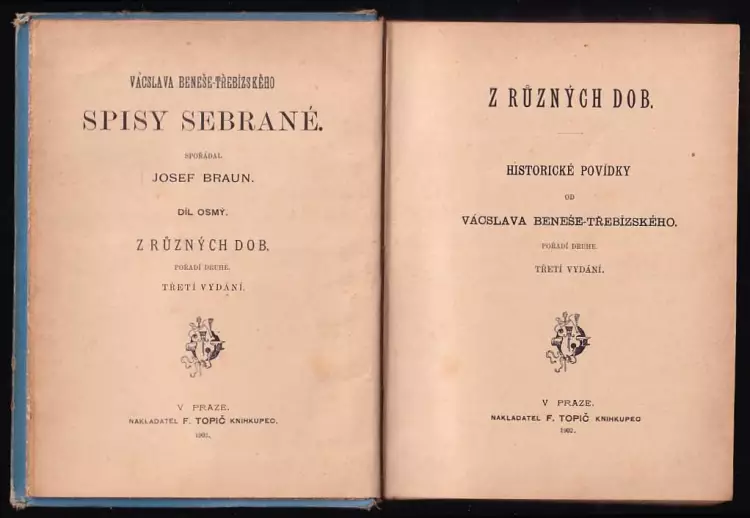 VÁCSLAVA BENEŠE-TŘEBÍZSKÉHO
SPISY SEBRANÉ.
SPOŘÁDAL
JOSEF BRAUN.
DÍL OSMÝ.
Z RŮZNÝCH DOB.
POŘADÍ DRUHÉ.
TŘETÍ VYDÁNÍ.
V PRAZE.
NAKLADATEL F. TOPIČ KNIHKUPEC.
Z RŮZNÝCH DOB.
HISTORICKÉ POVÍDKY
OD
VÁCSLAVA BENEŠE-TŘEBÍZSKÉHO.
POŘADÍ DRUHÉ.
TŘETÍ VYDÁNÍ.
V PRAZE.
NAKLADATEL F. TOPIČ KNIHKUPEC
1902.